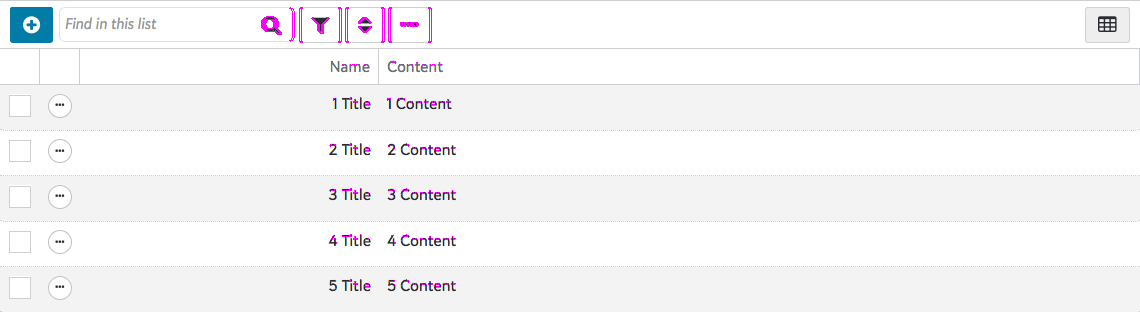 Find in this list
Name Content
1 Title 1 Content
2 Title 2 Content
3 Title 3 Content
4 Title 4 Content
5 Title 5 Content